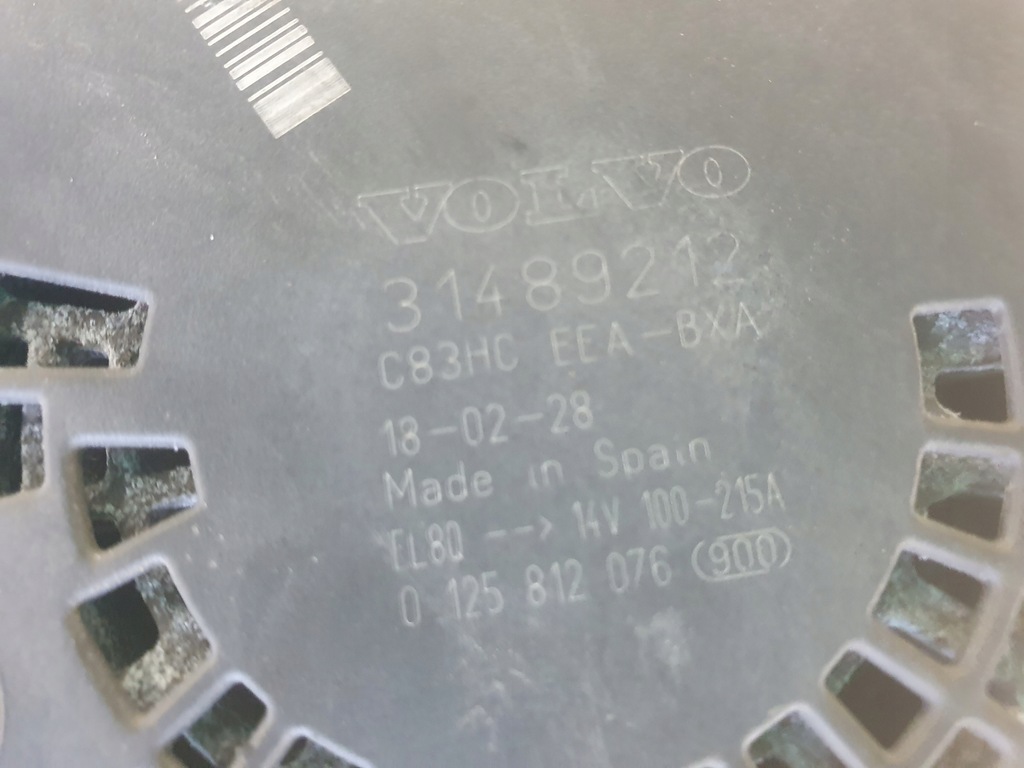 VOLVO
31489212
C83HC EEA-BXA
18-02-28
Made in Spain
EL8Q --> 14V 100-215A
0 125 812 076 (900)